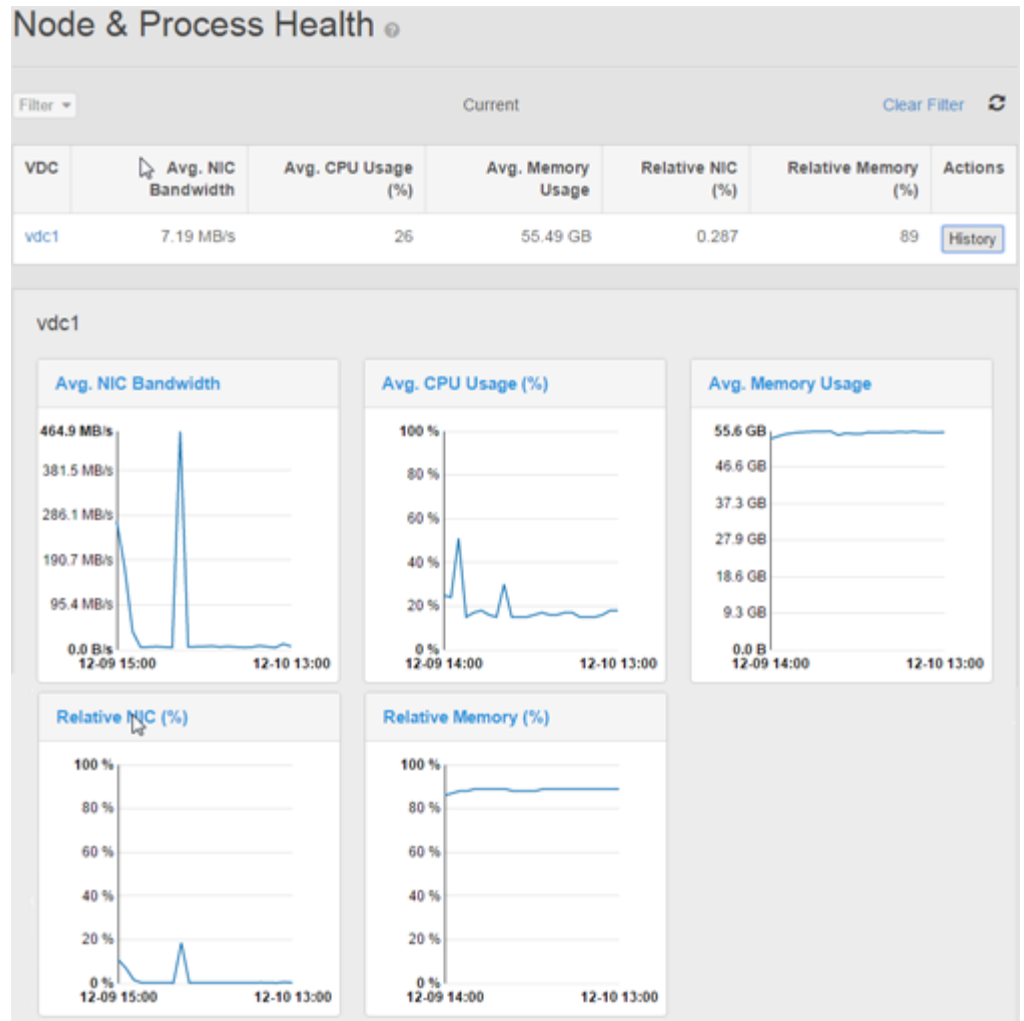 Node & Process Health ?
Filter Current Clear Filter
VDC Avg. NIC Bandwidth Avg. CPU Usage (%) Avg. Memory Usage Relative NIC (%) Relative Memory (%) Actions
vdc1 7.19 MB/s 26 55.49 GB 0.287 89 History
vdc1
Avg. NIC Bandwidth
464.9 MB/s
381.5 MB/s
286.1 MB/s
190.7 MB/s
95.4 MB/s
0.0 B/s
12-09 15:00 12-10 13:00
Avg. CPU Usage (%)
100 %
80 %
60 %
40 %
20 %
0 %
12-09 14:00 12-10 13:00
Avg. Memory Usage
55.6 GB
46.6 GB
37.3 GB
27.9 GB
18.6 GB
9.3 GB
0.0 B
12-09 14:00 12-10 13:00
Relative NIC (%)
100 %
80 %
60 %
40 %
20 %
0 %
12-09 15:00 12-10 13:00
Relative Memory (%)
100 %
80 %
60 %
40 %
20 %
0 %
12-09 14:00 12-10 13:00